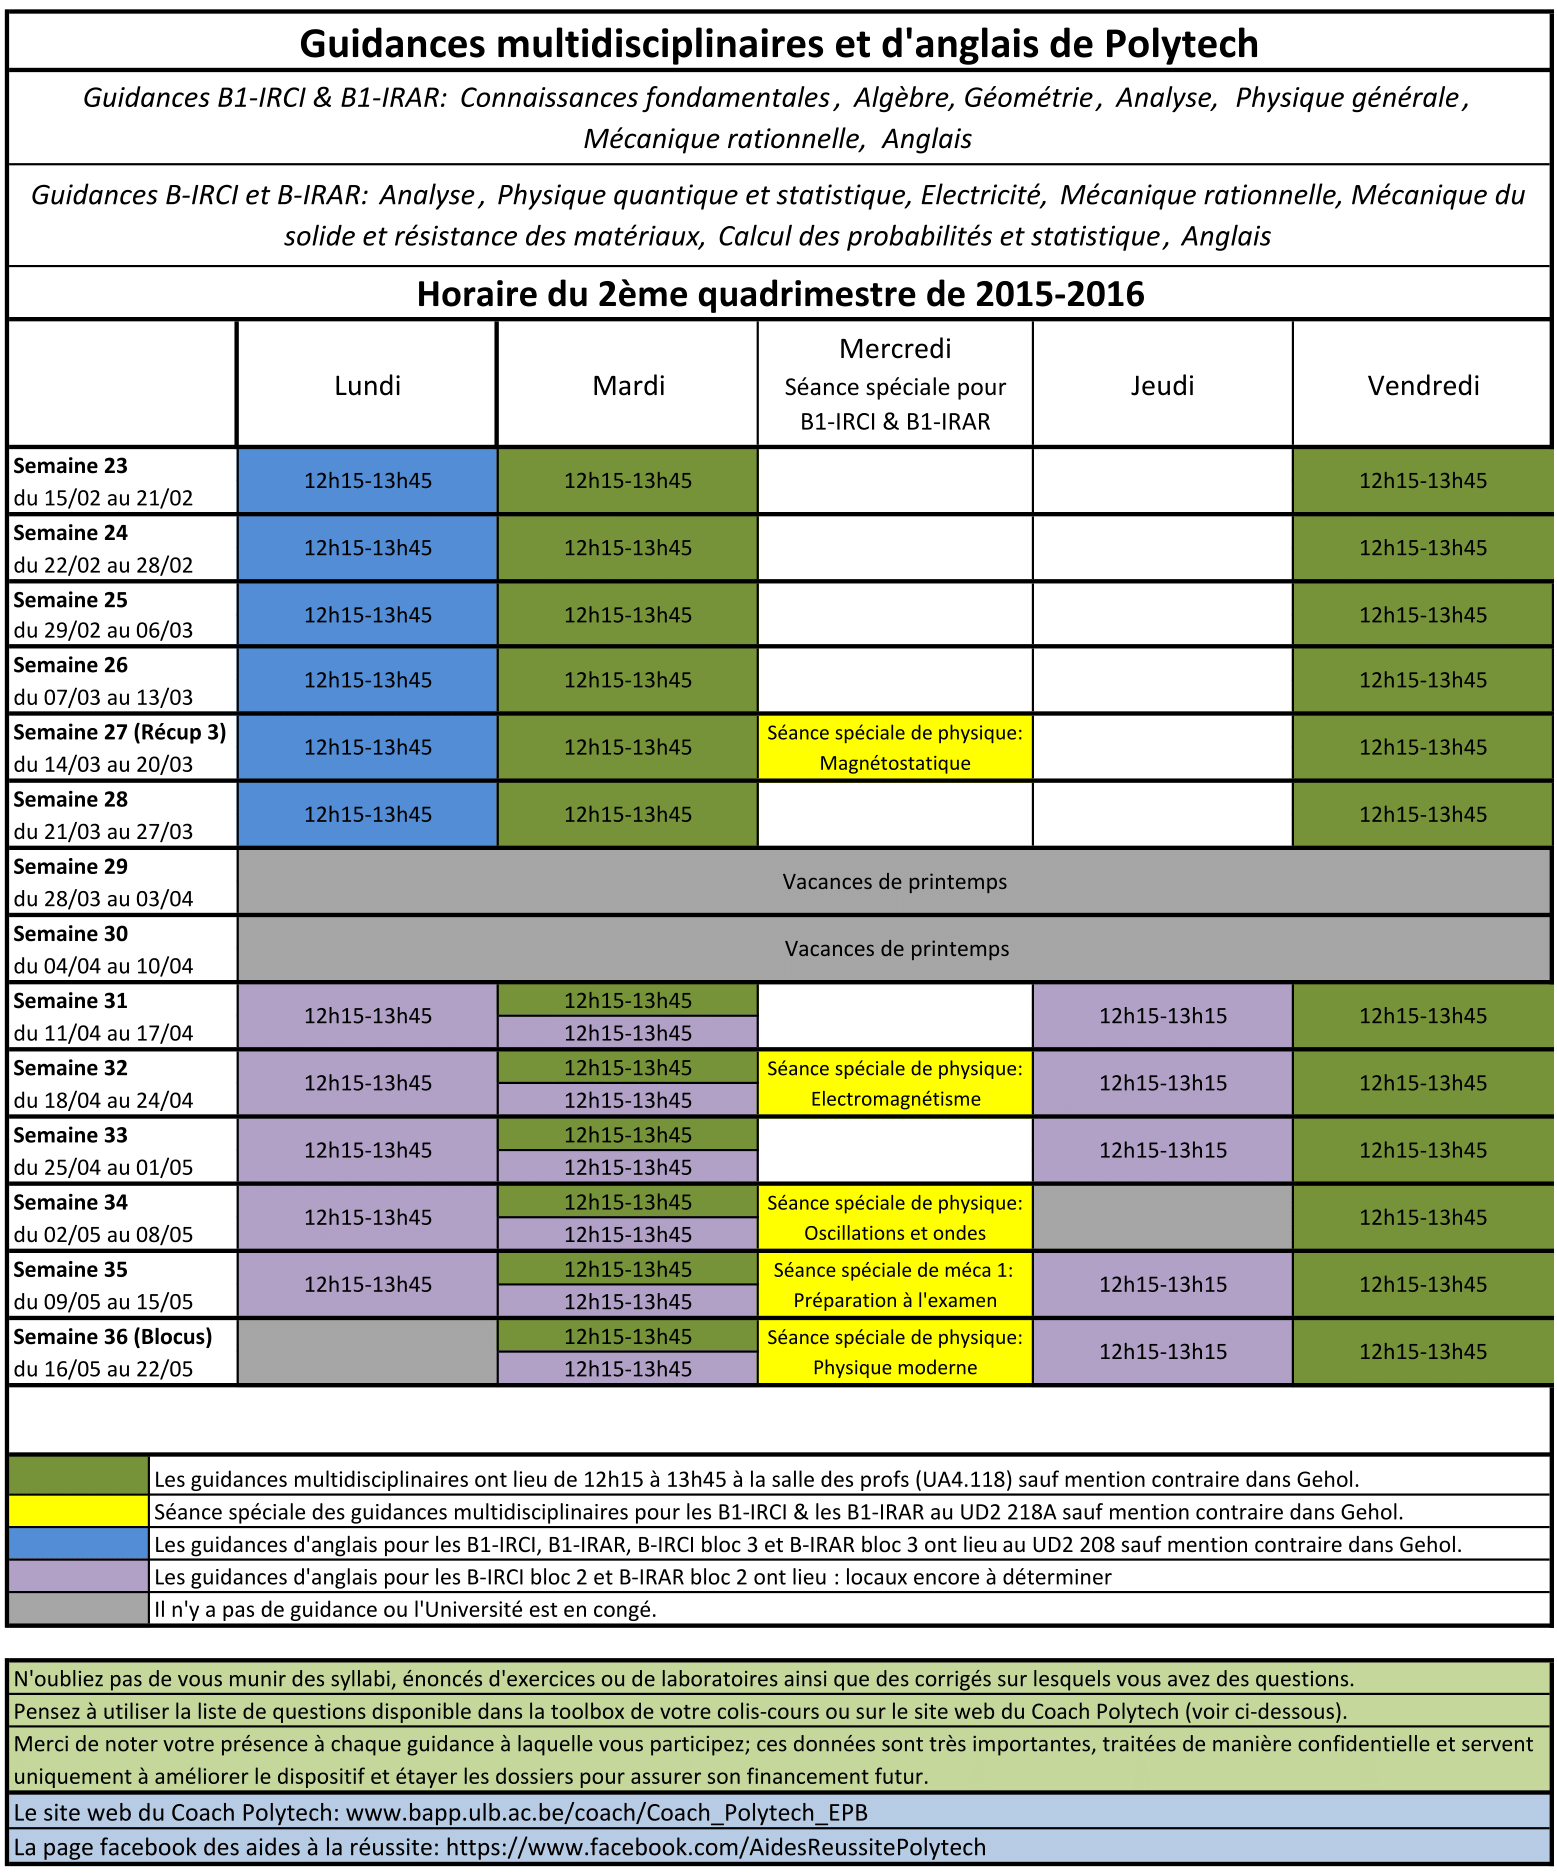 Guidances multidisciplinaires et d'anglais de Polytech
Guidances B1-IRCI & B1-IRAR: Connaissances fondamentales, Algèbre, Géométrie, Analyse, Physique générale,
Mécanique rationnelle, Anglais
Guidances B-IRCI et B-IRAR: Analyse, Physique quantique et statistique, Electricité, Mécanique rationnelle, Mécanique du
solide et résistance des matériaux, Calcul des probabilités et statistique, Anglais
Horaire du 2ème quadrimestre de 2015-2016
Lundi
Mardi
Mercredi
Séance spéciale pour
B1-IRCI & B1-IRAR
Jeudi
Vendredi
Semaine 23
du 15/02 au 21/02
12h15-13h45
12h15-13h45
12h15-13h45
Semaine 24
du 22/02 au 28/02
12h15-13h45
12h15-13h45
12h15-13h45
Semaine 25
du 29/02 au 06/03
12h15-13h45
12h15-13h45
12h15-13h45
Semaine 26
du 07/03 au 13/03
12h15-13h45
12h15-13h45
12h15-13h45
Semaine 27 (Récup 3)
du 14/03 au 20/03
12h15-13h45
12h15-13h45
Séance spéciale de physique:
Magnétostatique
12h15-13h45
Semaine 28
du 21/03 au 27/03
12h15-13h45
12h15-13h45
12h15-13h45
Semaine 29
du 28/03 au 03/04
Vacances de printemps
Semaine 30
du 04/04 au 10/04
Vacances de printemps
Semaine 31
du 11/04 au 17/04
12h15-13h45
12h15-13h45
12h15-13h45
12h15-13h15
12h15-13h45
Semaine 32
du 18/04 au 24/04
12h15-13h45
12h15-13h45
12h15-13h45
Séance spéciale de physique:
Electromagnétisme
12h15-13h15
12h15-13h45
Semaine 33
du 25/04 au 01/05
12h15-13h45
12h15-13h45
12h15-13h45
12h15-13h15
12h15-13h45
Semaine 34
du 02/05 au 08/05
12h15-13h45
12h15-13h45
12h15-13h45
Séance spéciale de physique:
Oscillations et ondes
12h15-13h45
Semaine 35
du 09/05 au 15/05
12h15-13h45
12h15-13h45
12h15-13h45
Séance spéciale de méca 1:
Préparation à l'examen
12h15-13h15
12h15-13h45
Semaine 36 (Blocus)
du 16/05 au 22/05
12h15-13h45
12h15-13h45
Séance spéciale de physique:
Physique moderne
12h15-13h15
12h15-13h45
Les guidances multidisciplinaires ont lieu de 12h15 à 13h45 à la salle des profs (UA4.118) sauf mention contraire dans Gehol.
Séance spéciale des guidances multidisciplinaires pour les B1-IRCI & les B1-IRAR au UD2 218A sauf mention contraire dans Gehol.
Les guidances d'anglais pour les B1-IRCI, B1-IRAR, B-IRCI bloc 3 et B-IRAR bloc 3 ont lieu au UD2 208 sauf mention contraire dans Gehol.
Les guidances d'anglais pour les B-IRCI bloc 2 et B-IRAR bloc 2 ont lieu : locaux encore à déterminer
Il n'y a pas de guidance ou l'Université est en congé.
N'oubliez pas de vous munir des syllabi, énoncés d'exercices ou de laboratoires ainsi que des corrigés sur lesquels vous avez des questions.
Pensez à utiliser la liste de questions disponible dans la toolbox de votre colis-cours ou sur le site web du Coach Polytech (voir ci-dessous).
Merci de noter votre présence à chaque guidance à laquelle vous participez; ces données sont très importantes, traitées de manière confidentielle et servent
uniquement à améliorer le dispositif et étayer les dossiers pour assurer son financement futur.
Le site web du Coach Polytech: www.bapp.ulb.ac.be/coach/Coach_Polytech_EPB
La page facebook des aides à la réussite: https://www.facebook.com/AidesReussitePolytech